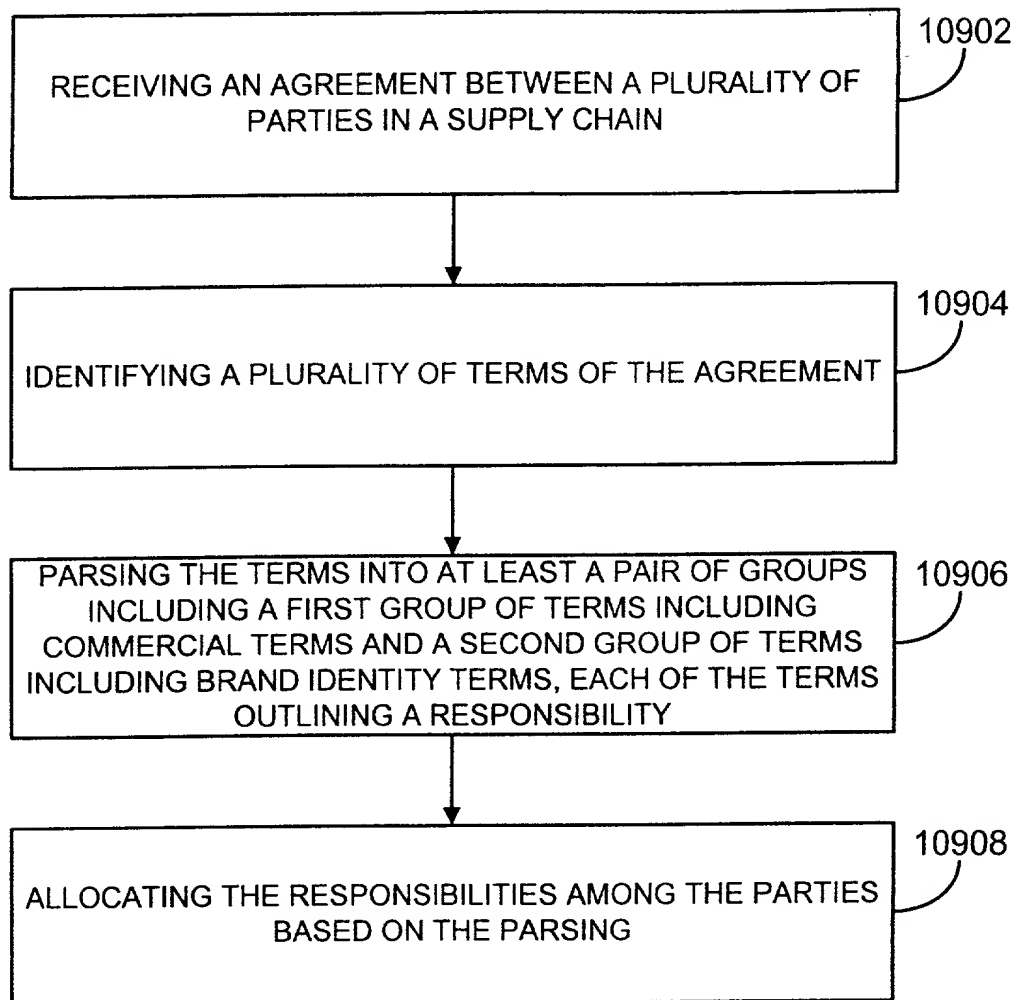 10902
RECEIVING AN AGREEMENT BETWEEN A PLURALITY OF
PARTIES IN A SUPPLY CHAIN
10904
IDENTIFYING A PLURALITY OF TERMS OF THE AGREEMENT
10906
PARSING THE TERMS INTO AT LEAST A PAIR OF GROUPS
INCLUDING A FIRST GROUP OF TERMS INCLUDING
COMMERCIAL TERMS AND A SECOND GROUP OF TERMS
INCLUDING BRAND IDENTITY TERMS, EACH OF THE TERMS
OUTLINING A RESPONSIBILITY
10908
ALLOCATING THE RESPONSIBILITIES AMONG THE PARTIES
BASED ON THE PARSING